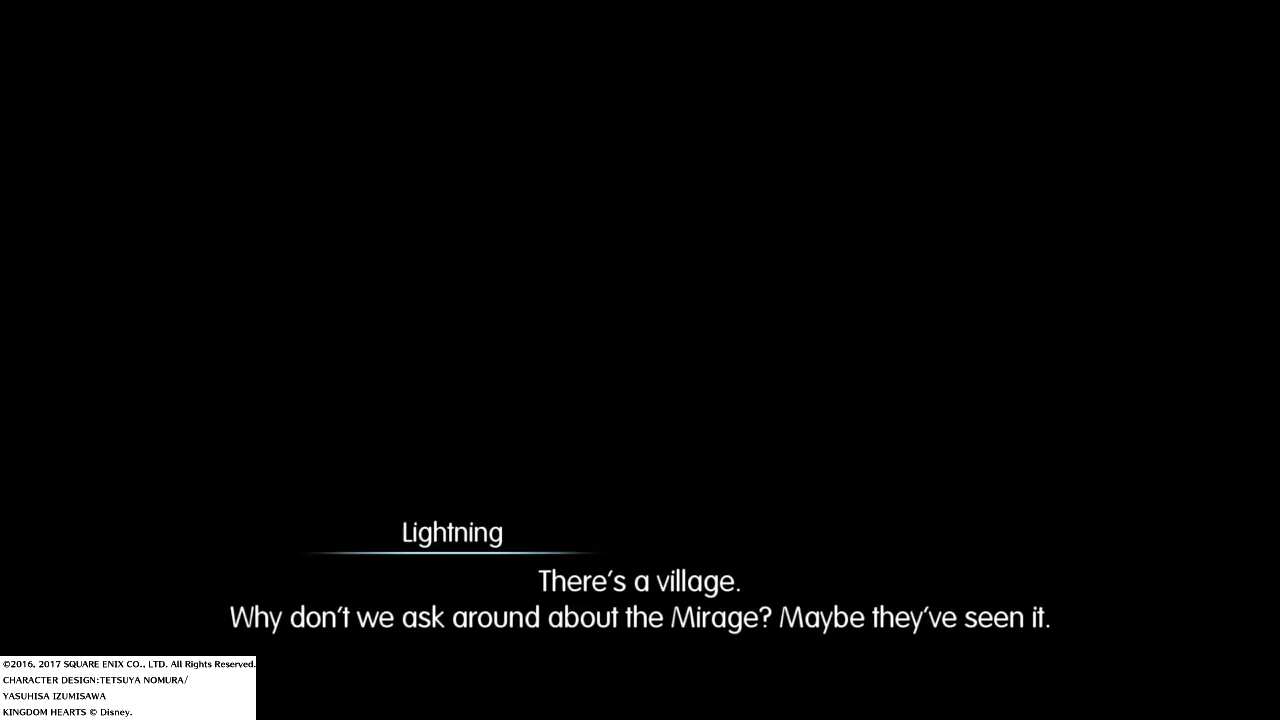 Lightning
There's a village.
Why don't we ask around about the Mirage? Maybe they've seen it.
©2016, 2017 SQUARE ENIX CO., LTD. All Rights Reserved.
CHARACTER DESIGN:TETSUYA NOMURA/
YASUHISA IZUMISAWA
KINGDOM HEARTS © Disney.